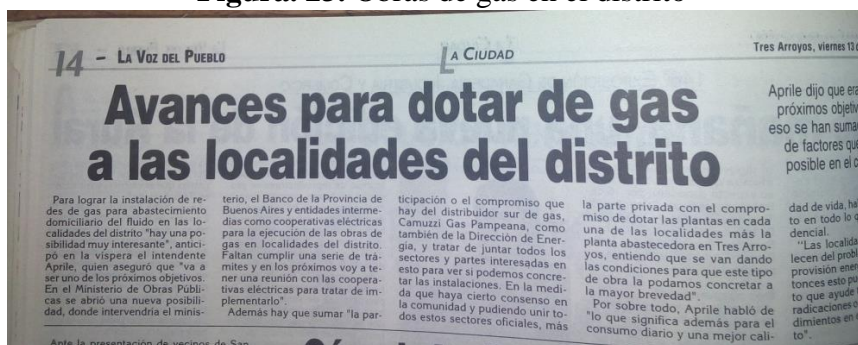 Figura. 23. Obras de gas en el distrito
14 - LA VOZ DEL PUEBLO
LA CIUDAD
Tres Arroyos, viernes 13
Avances para dotar de gas
a las localidades del distrito
Aprile dijo que era
próximos
eso se han
de factores
posible en el
Para lograr la instalación de re-
des de gas para abastecimiento
domiciliario del fluido en las lo-
calidades del distrito "hay una po-
sibilidad muy interesante", antici-
pó en la víspera el intendente
Aprile, quien aseguró que "va a
ser uno de los próximos objetivos.
En el Ministerio de Obras Públi-
cas se abrió una nueva posibili-
dad, donde intervendría el minis-
terio, el Banco de la Provincia de
Buenos Aires y entidades interme-
dias como cooperativas eléctricas
para la ejecución de las obras de
gas en localidades del distrito.
Faltan cumplir una serie de trá-
mites y en los próximos voy a te-
ner una reunión con las coopera-
tivas eléctricas para tratar de im-
plementarlo".
Además hay que sumar "la par-
ticipación o el compromiso que
hay del distribuidor sur de gas,
Camuzzi Gas Pampeana, como
también de la Dirección de Ener-
gía, y tratar de juntar todos los
sectores y partes interesadas en
esto para ver si podemos concre-
tar las instalaciones. En la medi-
da que haya cierto consenso en
la comunidad y pudiendo unir to-
dos estos sectores oficiales, más
la parte privada con el compro-
miso de dotar las plantas en cada
una de las localidades más la
planta abastecedora en Tres Arro-
yos, entiendo que se van dando
las condiciones para que este tipo
de obra la podamos concretar a
la mayor brevedad".
Por sobre todo, Aprile habló de
"lo que significa además para el
consumo diario y una mejor cali-
dad de vida,
to en todo lo
dencial.
"Las
lecen del
provisión
tonces esto
to que ayude
radicaciones
dimientos en
to".
Ante la presentación de vecinos de San